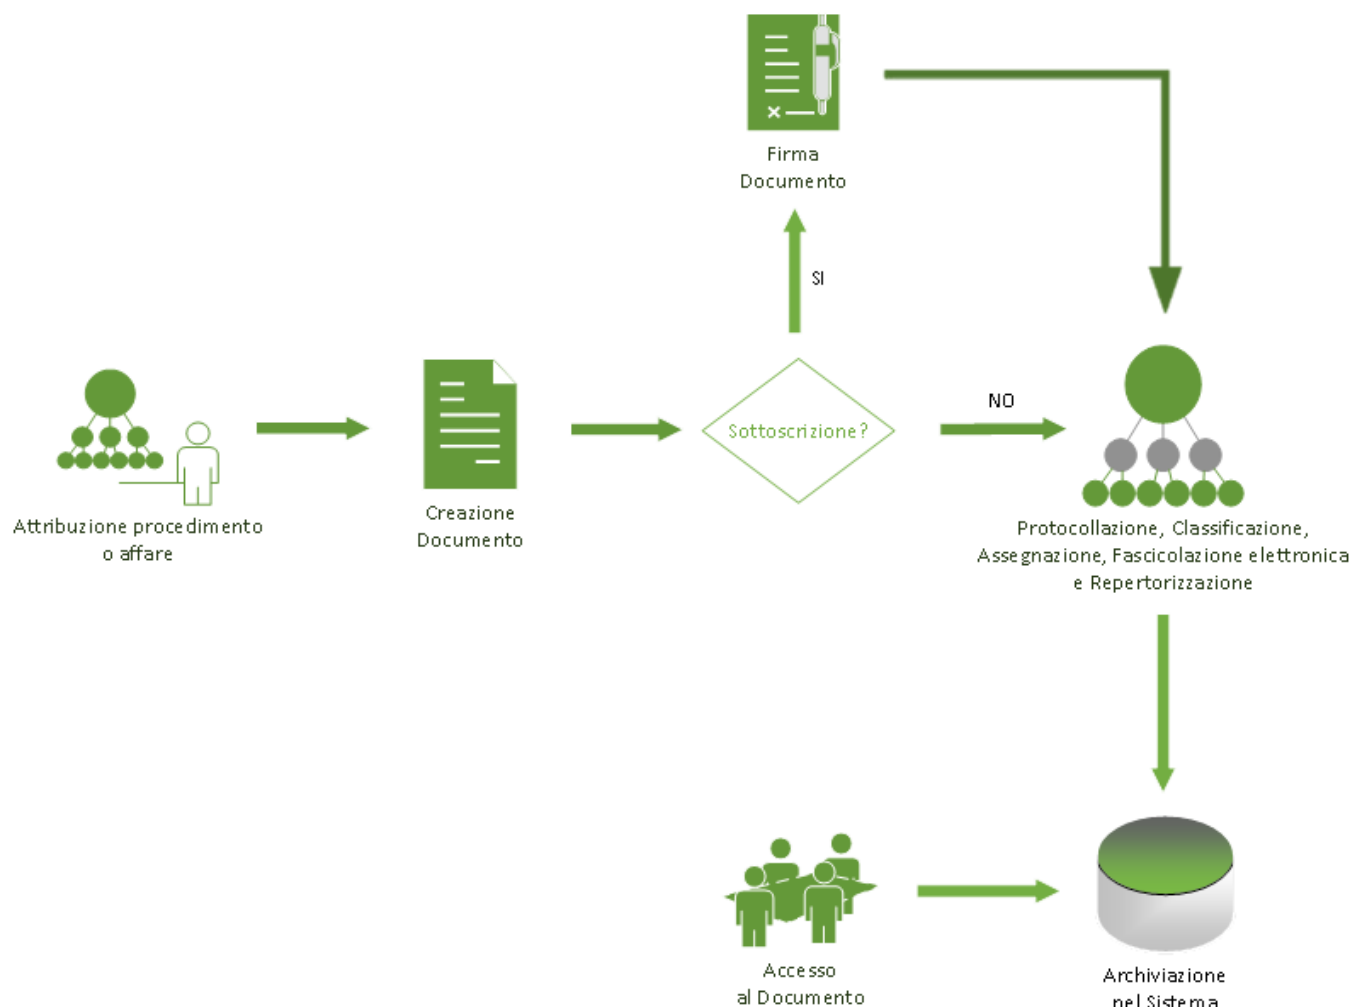 Firma
Documento
SI
NO
Sottoscrizione?
Attribuzione procedimento
o affare
Creazione
Documento
Protocollazione, Classificazione,
Assegnazione, Fascicolazione elettronica
e Repertorizzazione
Accesso
al Documento
Archiviazione
nel Sistema